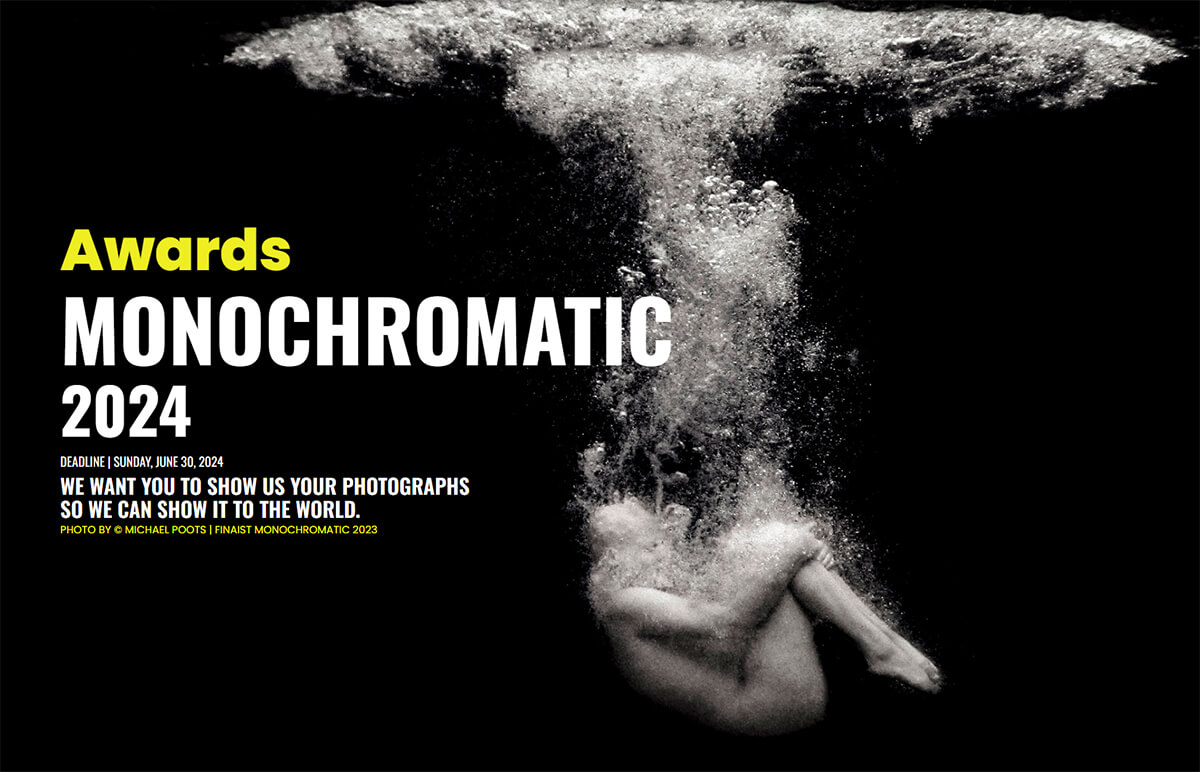 Awards
MONOCHROMATIC
2024
DEADLINE | SUNDAY, JUNE 30, 2024
WE WANT YOU TO SHOW US YOUR PHOTOGRAPHS
SO WE CAN SHOW IT TO THE WORLD.
PHOTO BY © MICHAEL POOTS | FINAIST MONOCHROMATIC 2023